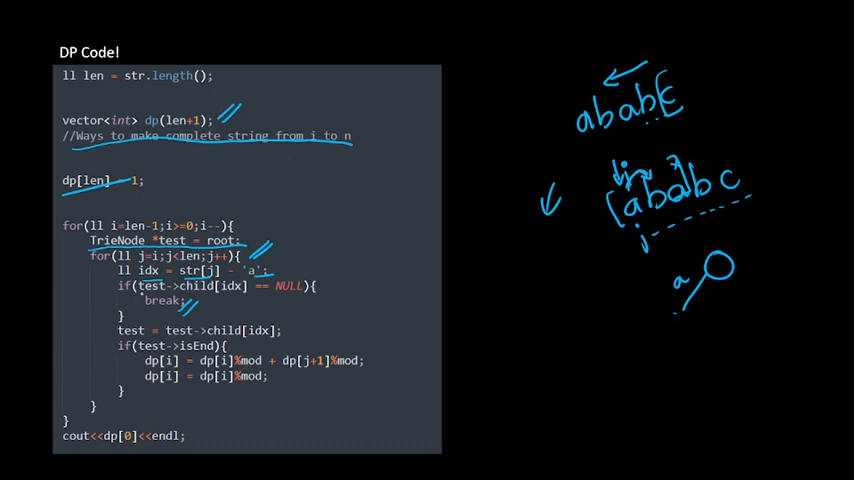 DP Code!
ll len = str.length();
vector<int> dp(len+1);
//Ways to make complete string from i to n
dp[len] = 1;
for(ll i=len-1;i>=0;i--){
TrieNode *test = root;
for(ll j=i;j<len;j++){
ll idx = str[j] - 'a';
if(test->child[idx] == NULL){
break;
}
test = test->child[idx];
if(test->isEnd){
dp[i] = dp[i]%mod + dp[j+1]%mod;
dp[i] = dp[i]%mod;
}
}
}
cout<<dp[0]<<endl;
ababc
i
ababc
j
a